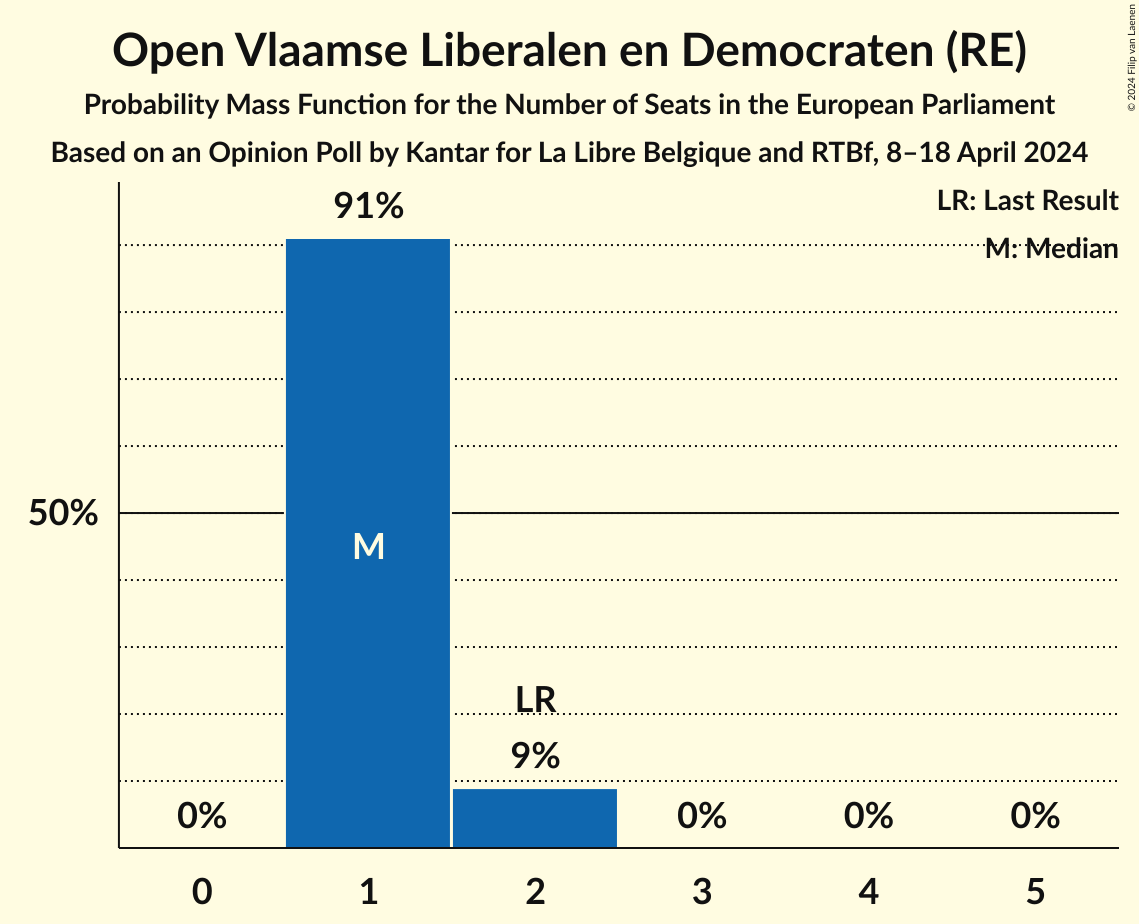 Open Vlaamse Liberalen en Democraten (RE)
Probability Mass Function for the Number of Seats in the European Parliament
Based on an Opinion Poll by Kantar for La Libre Belgique and RTBf, 8–18 April 2024
© 2024 Filip van Laenen
LR: Last Result
M: Median
91%
50%
M
LR
9%
0%
0%
0%
0%
0
1
2
3
4
5